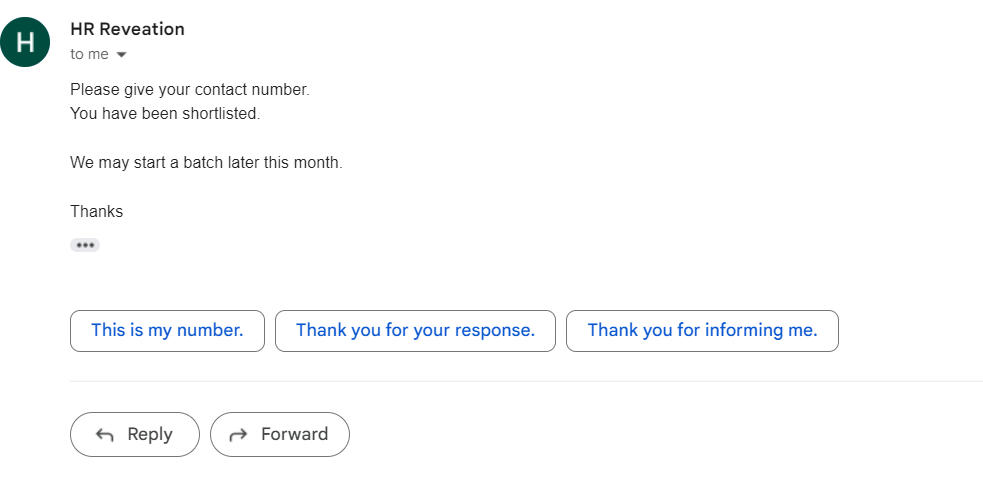 H
HR Reveation
to me
Please give your contact number.
You have been shortlisted.
We may start a batch later this month.
Thanks
This is my number.
Thank you for your response.
Thank you for informing me.
Reply
Forward